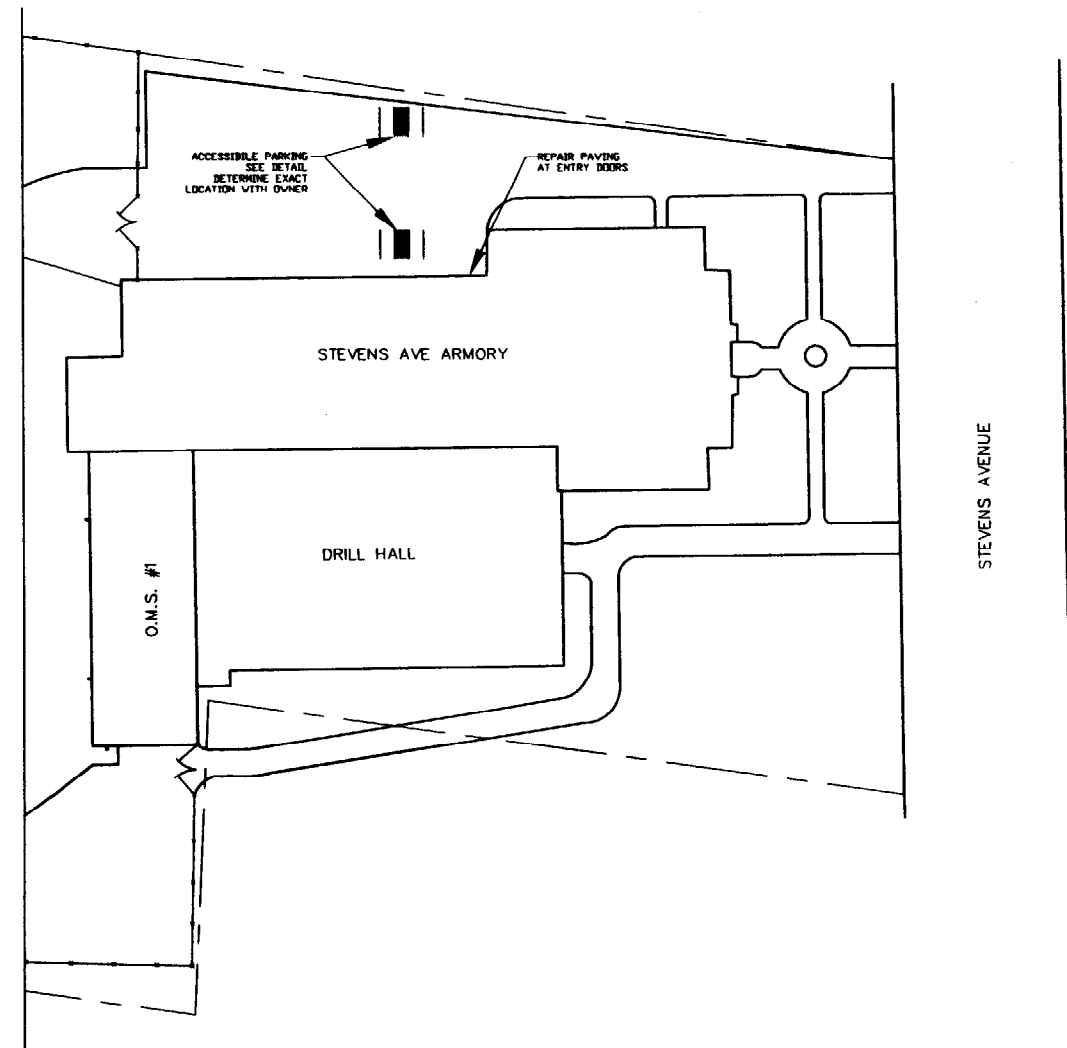 ACCESSIBILE PARKING
SEE DETAIL
DETERMINE EXACT
LOCATION WITH OWNER
REPAIR PAVING
AT ENTRY DOORS
STEVENS AVE ARMORY
STEVENS AVENUE
DRILL HALL
O.M.S. #1